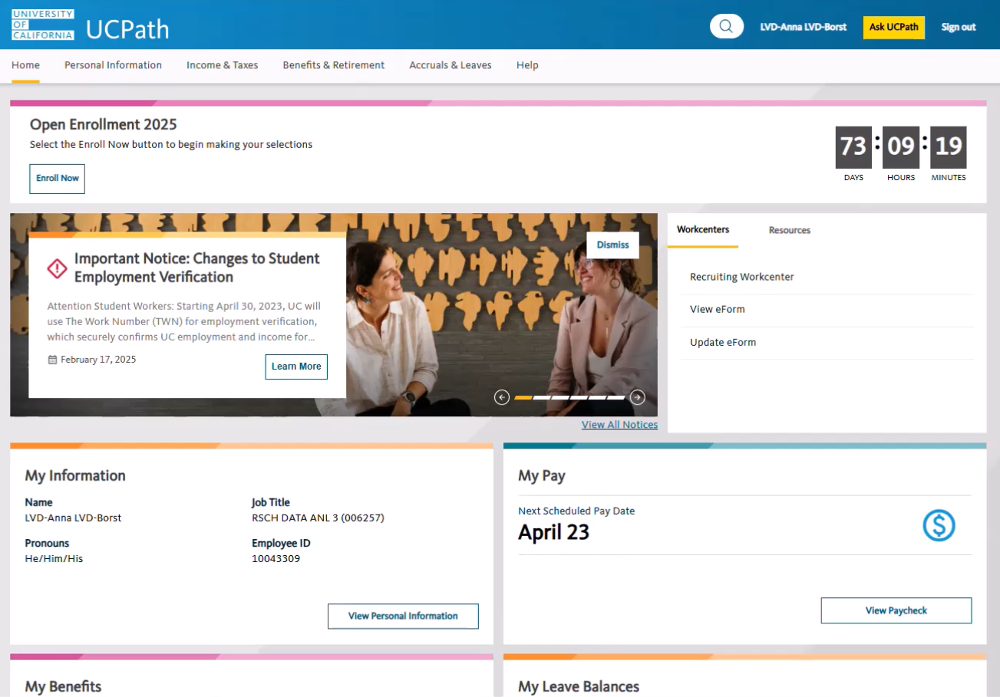 UNIVERSITY
OF
CALIFORNIA
UCPath
LVD-Anna LVD-Borst
Ask UCPath
Sign out
Home
Personal Information
Income & Taxes
Benefits & Retirement
Accruals & Leaves
Help
Open Enrollment 2025
Select the Enroll Now button to begin making your selections
Enroll Now
73 : 09 : 19
DAYS HOURS MINUTES
Important Notice: Changes to Student
Employment Verification
Attention Student Workers: Starting April 30, 2023, UC will
use The Work Number (TWN) for employment verification,
which securely confirms UC employment and income for...
February 17, 2025
Learn More
Dismiss
View All Notices
Workcenters
Resources
Recruiting Workcenter
View eForm
Update eForm
My Information
Name
LVD-Anna LVD-Borst
Job Title
RSCH DATA ANL 3 (006257)
Pronouns
He/Him/His
Employee ID
10043309
View Personal Information
My Pay
Next Scheduled Pay Date
April 23
View Paycheck
My Benefits
My Leave Balances